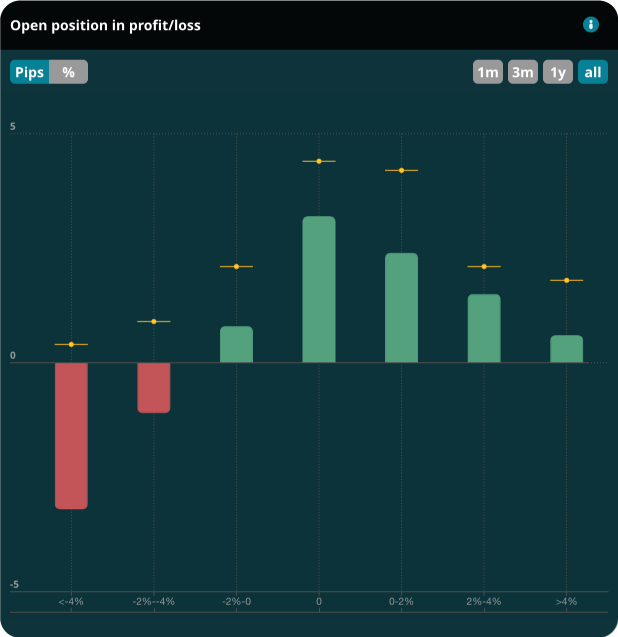 Open position in profit/loss
Pips % 1m 3m 1y all
5
0
-5
<-4% -2%--4% -2%-0 0 0-2% 2%-4% >4%